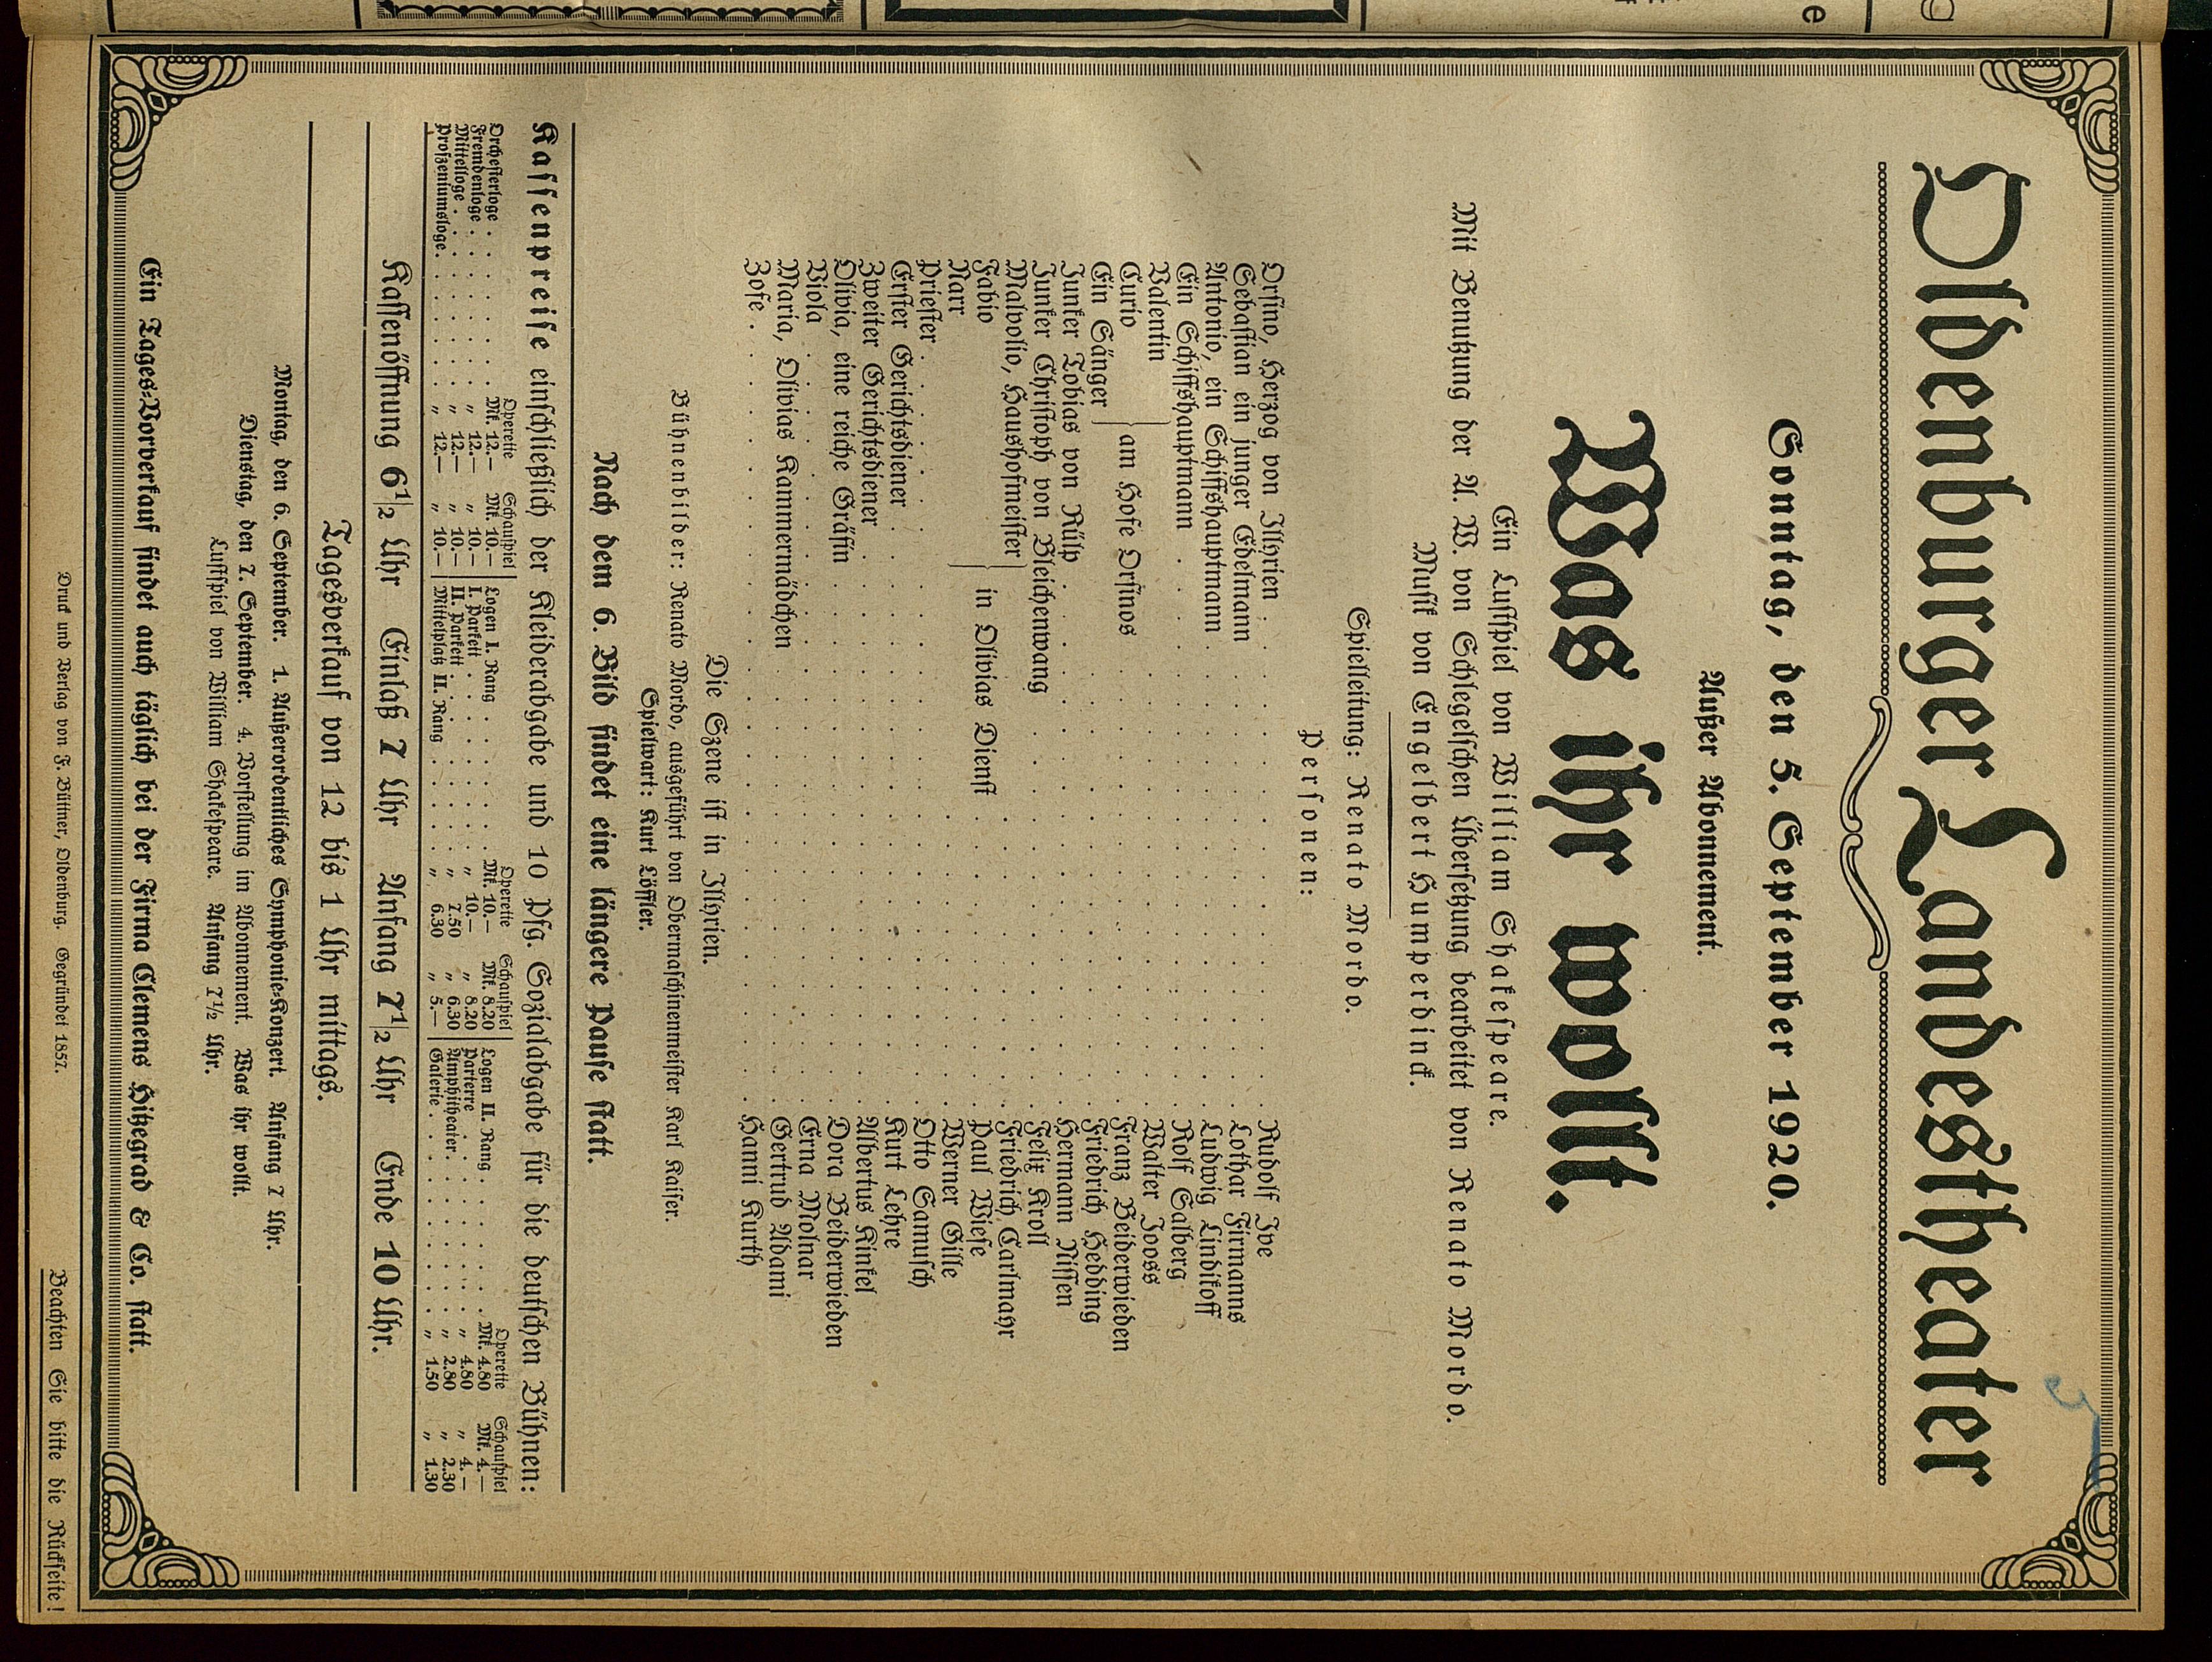 Oldenburger Landestheater
Sonntag, den 5. September 1920.
Außer Abonnement.
Was ihr wollt.
Ein Lustspiel von William Shakespeare.
Mit Benutzung der A. W. von Schlegelschen Übersetzung bearbeitet von Renato Mordo.
Musik von Engelbert Humperdinck.
Spielleitung: Renato Mordo.
Personen:
Orsino, Herzog von Illyrien . . . Rudolf Ive
Sebastian ein junger Edelmann . . . Lothar Firmanns
Antonio, ein Schiffshauptmann . . . Ludwig Lindikoff
Ein Schiffshauptmann . . . Rolf Salberg
Valentin . . . Walter Jooss
Curio } am Hofe Orsinos . . . Franz Beiderwieden
Ein Sänger . . . Friedrich Hedding
Junker Tobias von Rülp . . . Hermann Nissen
Junker Christoph von Bleichenwang . . . Felix Kroll
Malvolio, Haushofmeister . . . Friedrich Carlmayr
Fabio } in Olivias Dienst . . . Paul Wiese
Narr . . . Werner Gille
Priester . . . Otto Samusch
Erster Gerichtsdiener . . . Kurt Lehre
Zweiter Gerichtsdiener . . . Albertus Kinkel
Olivia, eine reiche Gräfin . . . Dora Beiderwieden
Viola . . . Erna Molnar
Maria, Olivias Kammermädchen . . . Gertrud Adami
Zofe . . . Hanni Kurth
Die Szene ist in Illyrien.
Bühnenbilder: Renato Mordo, ausgeführt von Obermaschinenmeister Karl Kaiser.
Spielwart: Kurt Löffler.
Nach dem 6. Bild findet eine längere Pause statt.
Kassenpreise einschließlich der Kleiderabgabe und 10 Pfg. Sozialabgabe für die deutschen Bühnen:
Operette Schauspiel Operette Schauspiel Operette Schauspiel
Orchesterloge . . . Mk. 12.— Mk. 10.— Logen I. Rang . . . Mk. 10.— Mk. 8.20 Logen II. Rang . . . Mk. 4.80 Mk. 4.—
Fremdenloge . . . „ 12.— „ 10.— I. Parkett . . . „ 10.— „ 8.20 Parterre . . . „ 4.80 „ 4.—
Mittelloge . . . „ 12.— „ 10.— II. Parkett . . . „ 7.50 „ 6.30 Amphitheater . . . „ 2.80 „ 2.30
Proszeniumsloge . . . „ 12.— „ 10.— Mittelplatz II. Rang . . . „ 6.30 „ 5.— Galerie . . . „ 1.50 „ 1.30
Kassenöffnung 6½ Uhr Einlaß 7 Uhr Anfang 7½ Uhr Ende 10 Uhr.
Tagesverkauf von 12 bis 1 Uhr mittags.
Montag, den 6. September. 1. Außerordentliches Symphonie-Konzert. Anfang 7 Uhr.
Dienstag, den 7. September. 4. Vorstellung im Abonnement. Was ihr wollt.
Lustspiel von William Shakespeare. Anfang 7½ Uhr.
Ein Tages-Vorverkauf findet auch täglich bei der Firma Clemens Hitzegrad & Co. statt.
Druck und Verlag von F. Büttner, Oldenburg. Gegründet 1857.
Beachten Sie bitte die Rückseite!